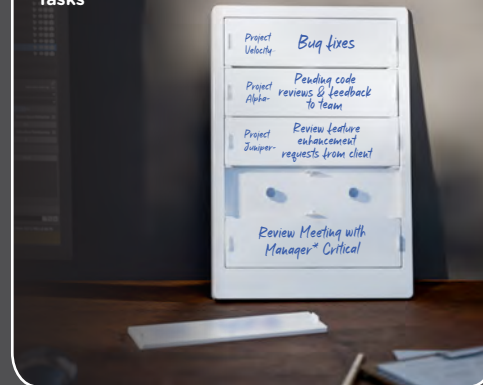 Tasks
Project
Velocity-
Bug fixes
Project
Alpha-
Pending code
reviews & feedback
to team
Project
Juniper-
Review feature
enhancement
requests from client
Review Meeting with
Manager* Critical